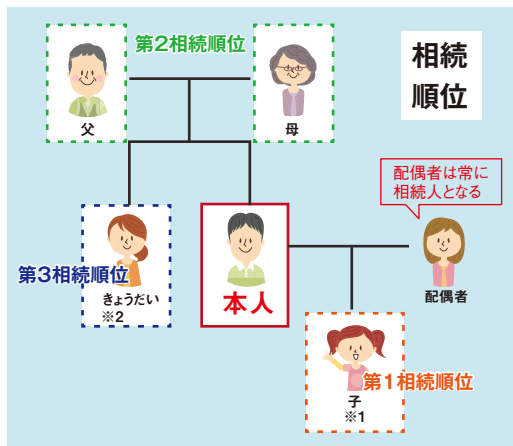 第2相続順位
相続
順位
父
母
配偶者は常に
相続人となる
第3相続順位
きょうだい
※2
本人
配偶者
第1相続順位
子
※1